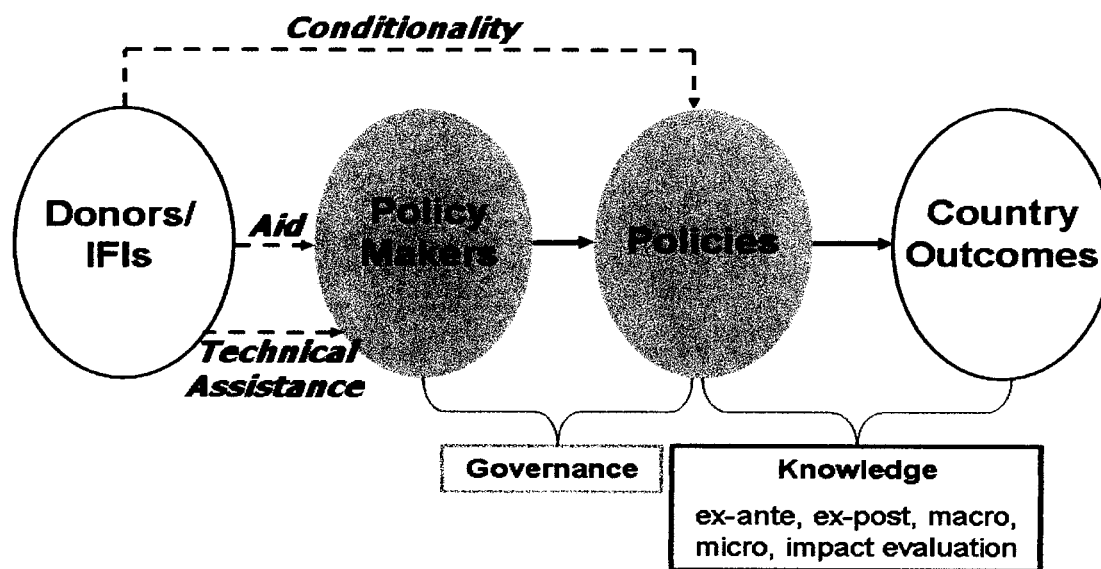 Conditionality
Donors/
IFIs
Aid
Technical
Assistance
Policy
Makers
Policies
Country
Outcomes
Governance
Knowledge
ex-ante, ex-post, macro,
micro, impact evaluation